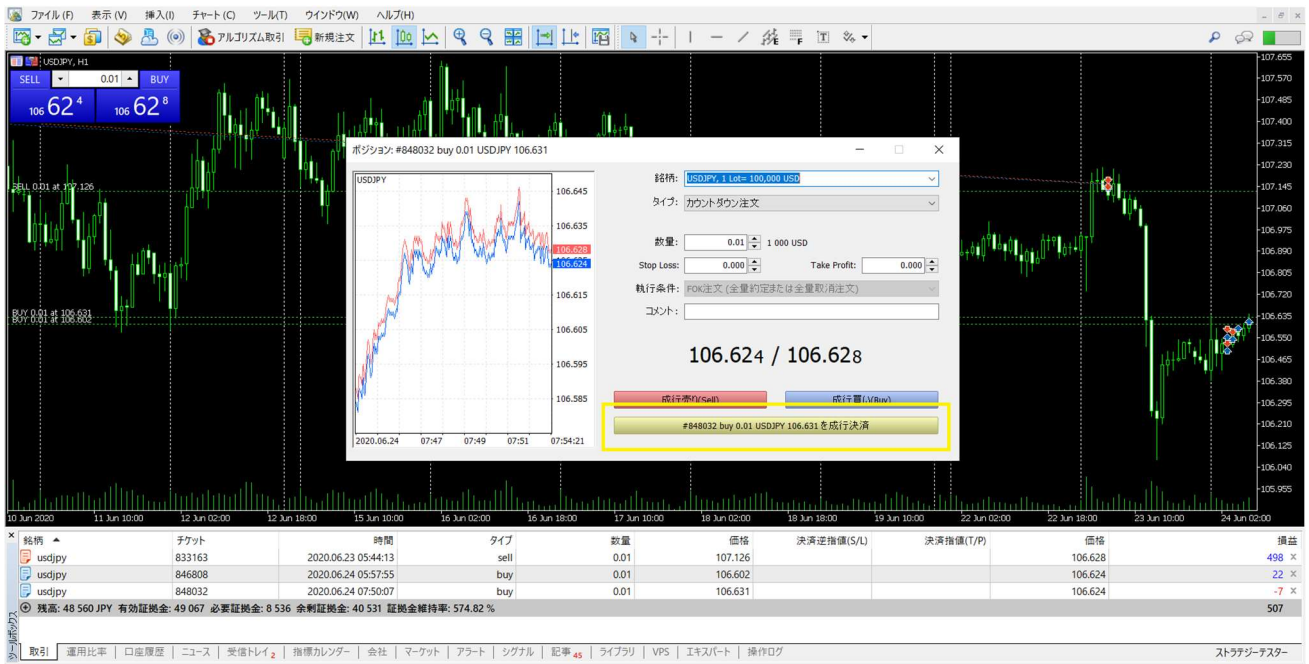 ファイル (F) 表示 (V) 挿入(I) チャート (C) ツール(T) ウインドウ(W) ヘルプ(H)
アルゴリズム取引 新規注文
USDJPY, H1
SELL 0.01 BUY
106 62 4 106 62 8
SELL 0.01 at 107.126
BUY 0.01 at 106.631
BUY 0.01 at 106.602
107.655
107.570
107.485
107.400
107.315
107.230
107.145
107.060
106.975
106.890
106.805
106.720
106.635
106.550
106.465
106.380
106.295
106.210
106.125
106.040
105.955
10 Jun 2020 11 Jun 10:00 12 Jun 02:00 12 Jun 18:00 15 Jun 10:00 16 Jun 02:00 16 Jun 18:00 17 Jun 10:00 18 Jun 02:00 18 Jun 18:00 19 Jun 10:00 22 Jun 02:00 22 Jun 18:00 23 Jun 10:00 24 Jun 02:00
ポジション: #848032 buy 0.01 USDJPY 106.631
USDJPY
106.645
106.635
106.628
106.624
106.615
106.605
106.595
106.585
2020.06.24 07:47 07:49 07:51 07:54:21
銘柄: USDJPY, 1 Lot= 100,000 USD
タイプ: カウントダウン注文
数量: 0.01 1 000 USD
Stop Loss: 0.000 Take Profit: 0.000
執行条件: FOK注文 (全量約定または全量取消注文)
コメント:
106.624 / 106.628
成行売り(Sell) 成行買い(Buy)
#848032 buy 0.01 USDJPY 106.631 を成行決済
銘柄 チケット 時間 タイプ 数量 価格 決済逆指値(S/L) 決済指値(T/P) 価格 損益
usdjpy 833163 2020.06.23 05:44:13 sell 0.01 107.126 106.628 498
usdjpy 846808 2020.06.24 05:57:55 buy 0.01 106.602 106.624 22
usdjpy 848032 2020.06.24 07:50:07 buy 0.01 106.631 106.624 -7
残高: 48 560 JPY 有効証拠金: 49 067 必要証拠金: 8 536 余剰証拠金: 40 531 証拠金維持率: 574.82 % 507
ツールボックス
取引 運用比率 口座履歴 ニュース 受信トレイ 2 指標カレンダー 会社 マーケット アラート シグナル 記事 45 ライブラリ VPS エキスパート 操作ログ ストラテジーテスター